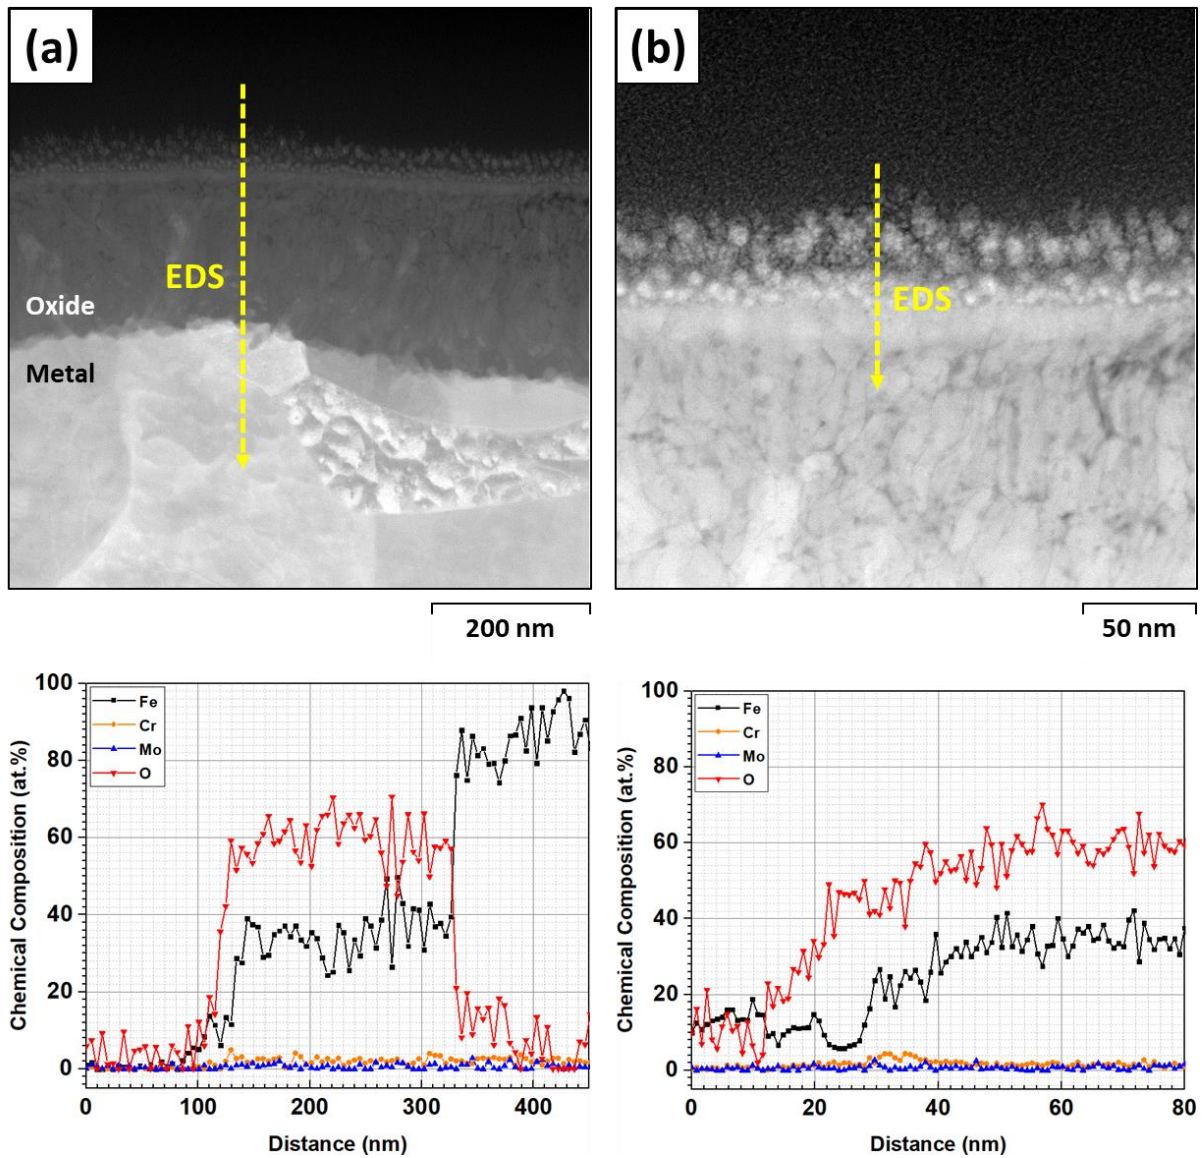 (a)
EDS
Oxide
Metal
200 nm
(b)
EDS
50 nm
Chemical Composition (at.%)
100
80
60
40
20
0
Fe
Cr
Mo
O
0
100
200
300
400
Distance (nm)
Chemical Composition (at.%)
100
80
60
40
20
0
Fe
Cr
Mo
O
0
20
40
60
80
Distance (nm)